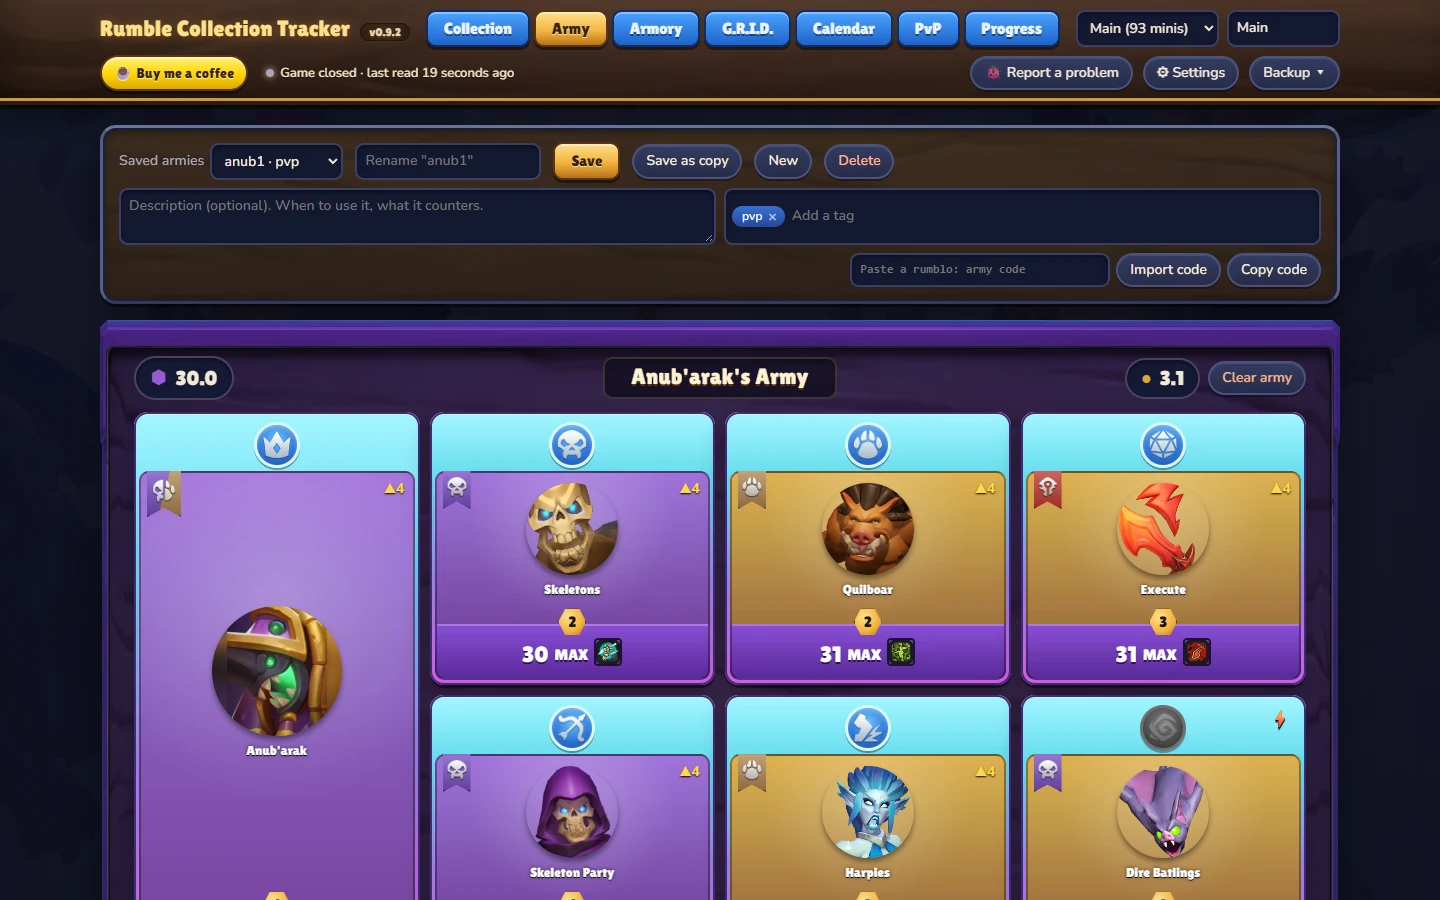 Rumble Collection Tracker v0.9.2 Collection Army Armory G.R.I.D. Calendar PvP Progress Main (93 minis) Main
Buy me a coffee Game closed · last read 19 seconds ago Report a problem Settings Backup
Saved armies anub1 · pvp Rename "anub1" Save Save as copy New Delete
Description (optional). When to use it, what it counters. pvp × Add a tag
Paste a rumblo: army code Import code Copy code
30.0 Anub'arak's Army 3.1 Clear army
4 4 4 4
Skeletons Quilboar Execute
2 2 3
30 MAX 31 MAX 31 MAX
Anub'arak
4 4
Skeleton Party Harpies Dire Batlings